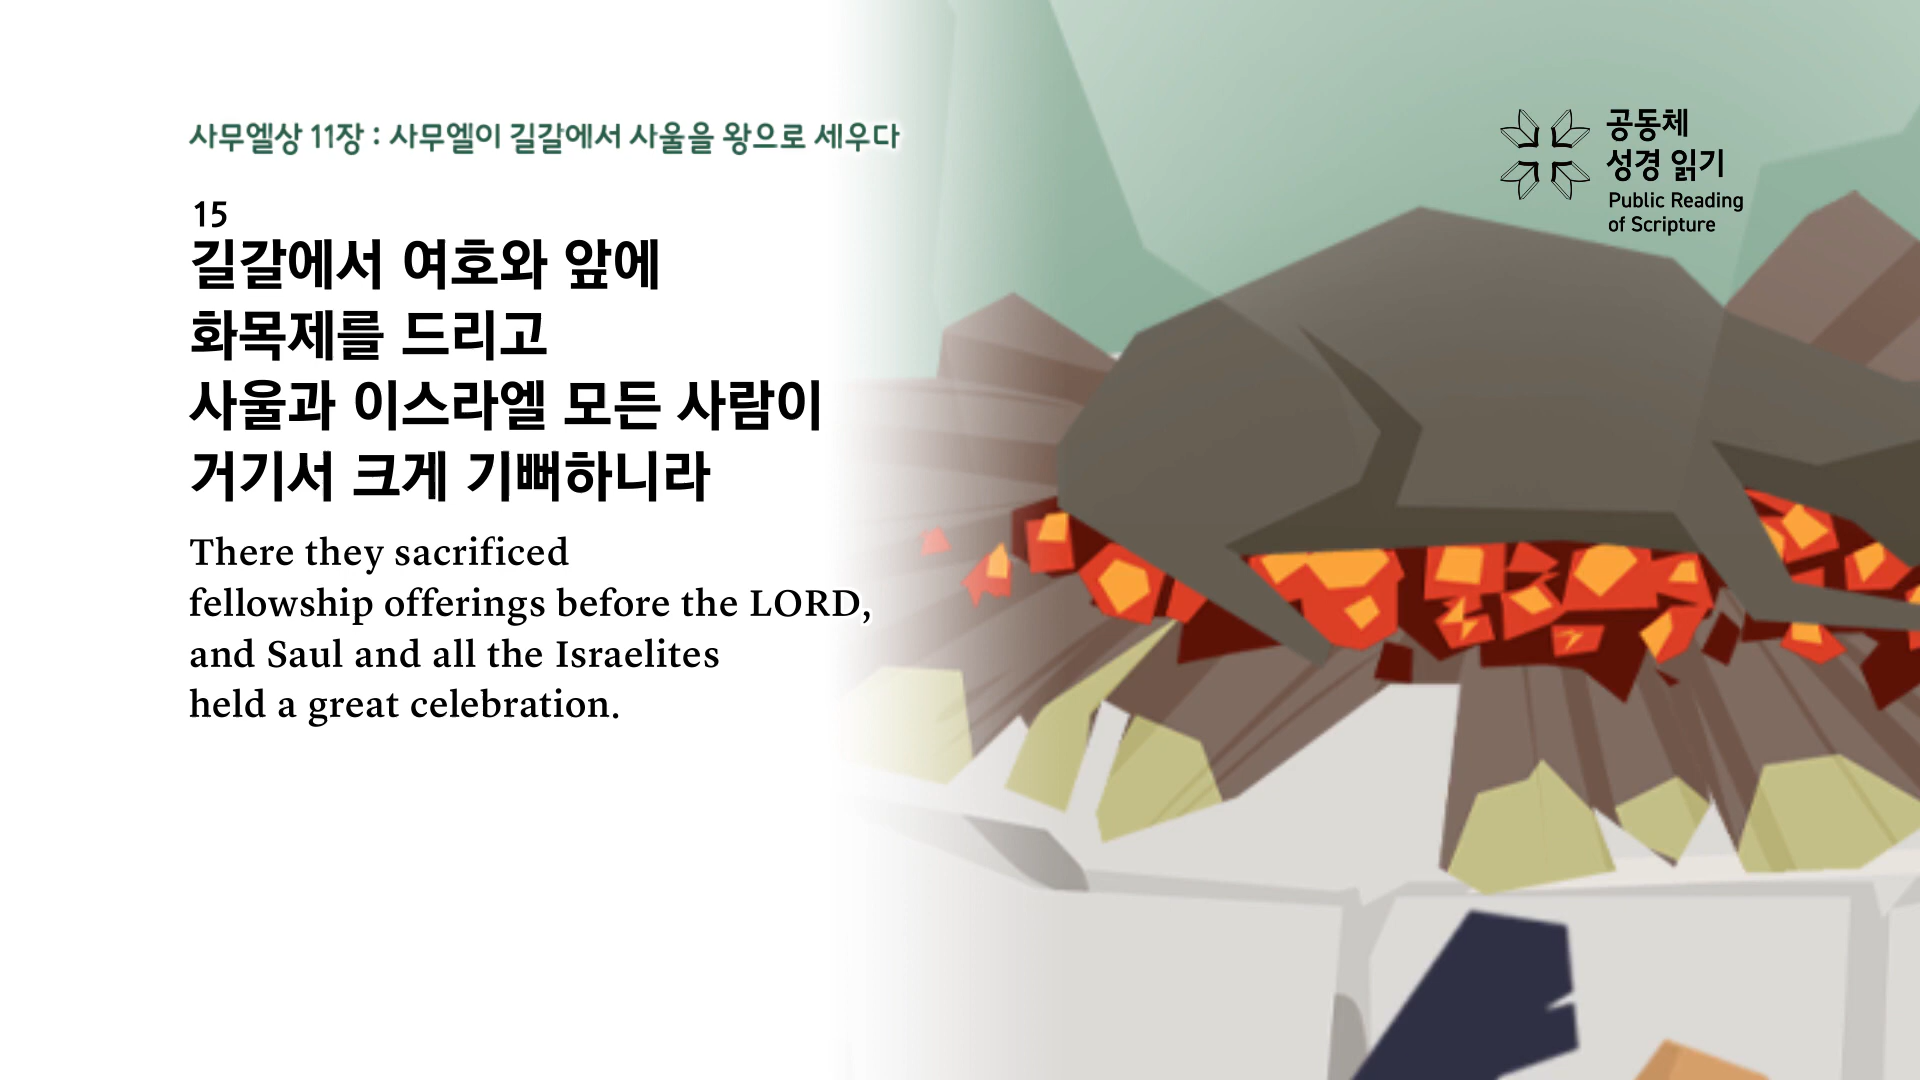 사무엘상 11장 : 사무엘이 길갈에서 사울을 왕으로 세우다
15
길갈에서 여호와 앞에
화목제를 드리고
사울과 이스라엘 모든 사람이
거기서 크게 기뻐하니라
There they sacrificed
fellowship offerings before the LORD,
and Saul and all the Israelites
held a great celebration.
공동체
성경 읽기
Public Reading
of Scripture